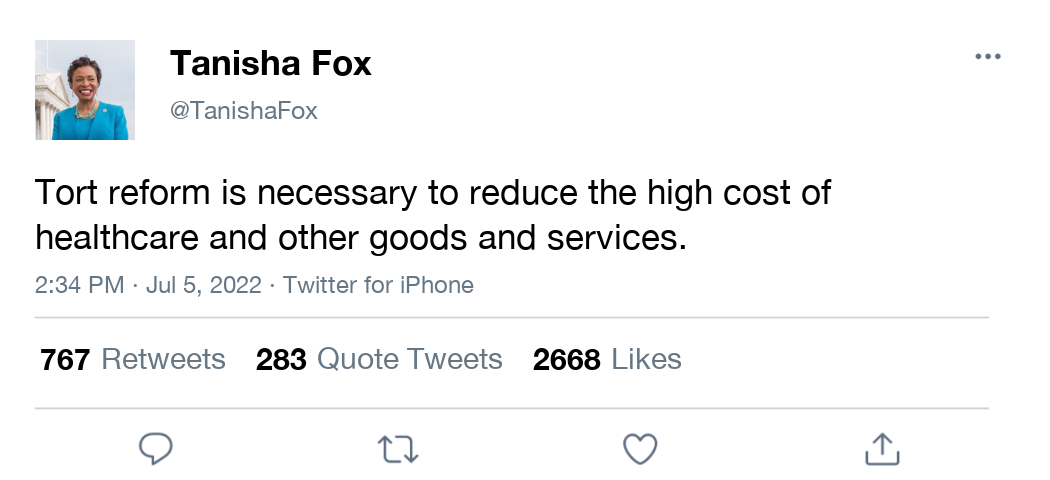 Tanisha Fox
@TanishaFox
Tort reform is necessary to reduce the high cost of
healthcare and other goods and services.
2:34 PM · Jul 5, 2022 · Twitter for iPhone
767 Retweets 283 Quote Tweets 2668 Likes